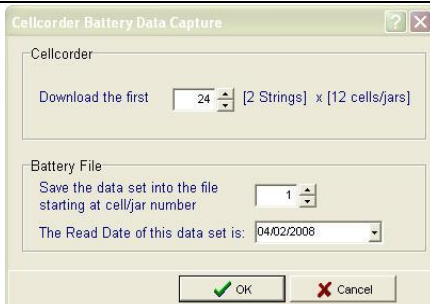 Cellcorder Battery Data Capture
Cellcorder
Download the first 24 [2 Strings] x [12 cells/jars]
Battery File
Save the data set into the file
starting at cell/jar number 1
The Read Date of this data set is: 04/02/2008
OK Cancel